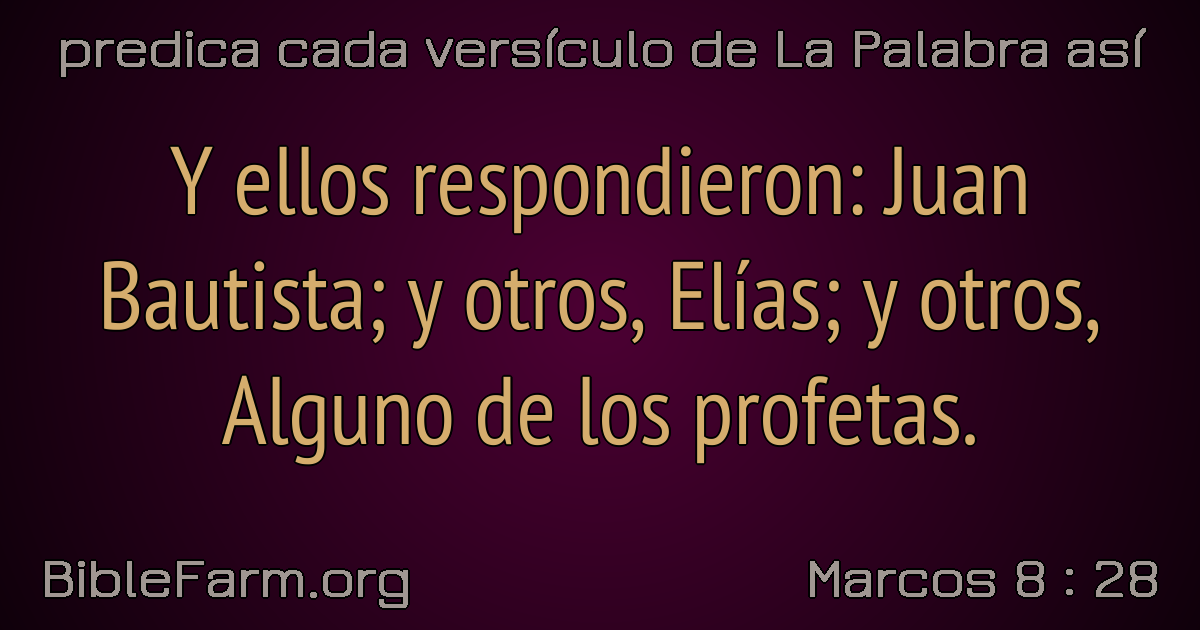 predica cada versículo de La Palabra así
Y ellos respondieron: Juan
Bautista; y otros, Elías; y otros,
Alguno de los profetas.
BibleFarm.org
Marcos 8 : 28